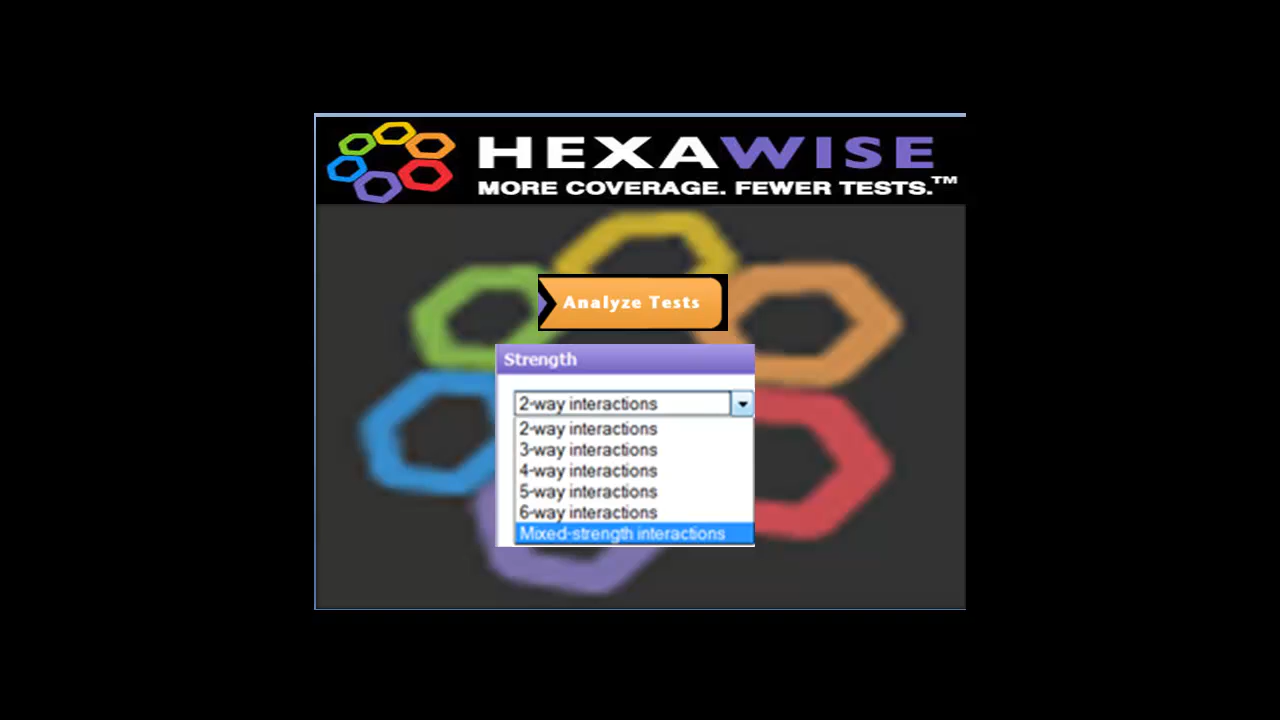 HEXAWISE
MORE COVERAGE. FEWER TESTS.™
Analyze Tests
Strength
2-way interactions
2-way interactions
3-way interactions
4-way interactions
5-way interactions
6-way interactions
Mixed-strength interactions